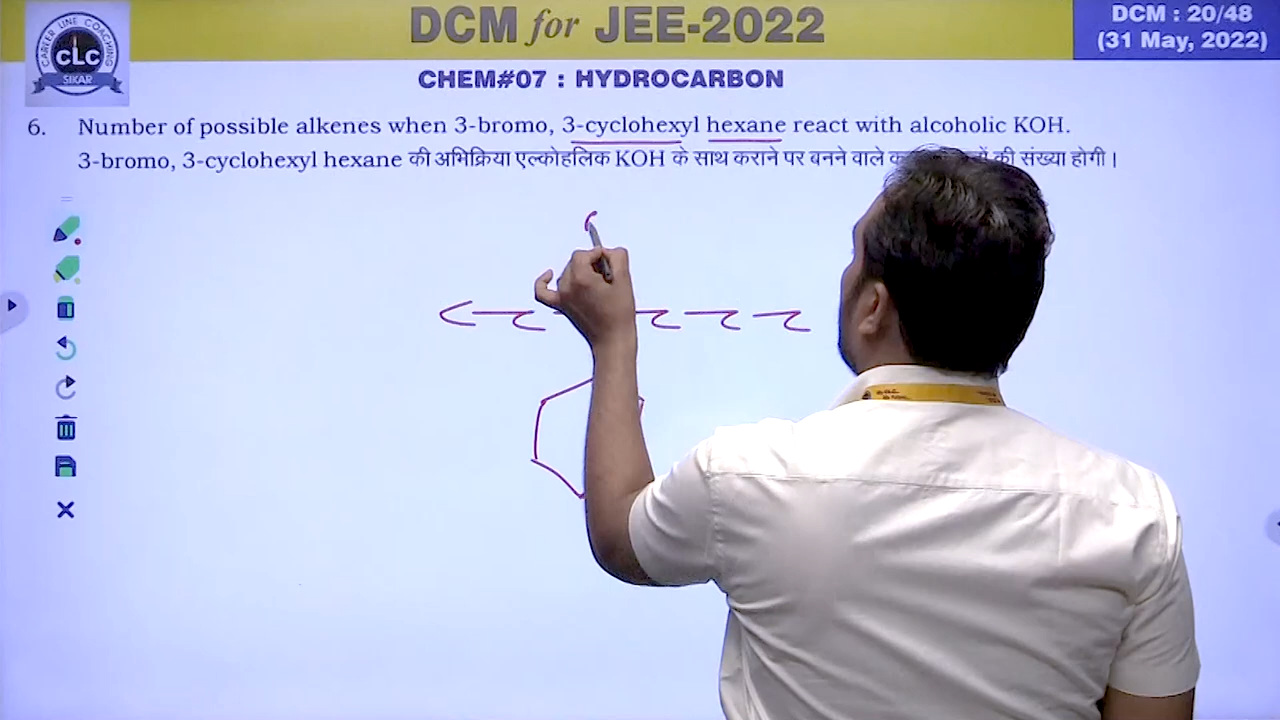 DCM for JEE-2022
DCM : 20/48
(31 May, 2022)
CAREER LINE COACHING
CLC
SIKAR
CHEM#07 : HYDROCARBON
6. Number of possible alkenes when 3-bromo, 3-cyclohexyl hexane react with alcoholic KOH.
3-bromo, 3-cyclohexyl hexane की अभिक्रिया एल्कोहलिक KOH के साथ कराने पर बनने वाले की संख्या होगी।
C — C — C — C — C